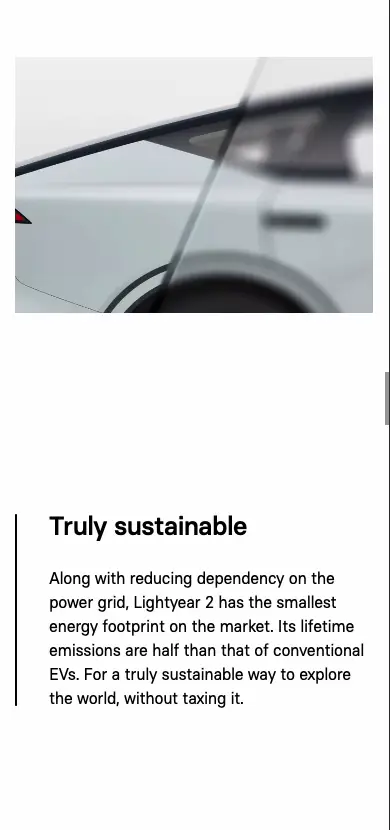 Truly sustainable
Along with reducing dependency on the
power grid, Lightyear 2 has the smallest
energy footprint on the market. Its lifetime
emissions are half than that of conventional
EVs. For a truly sustainable way to explore
the world, without taxing it.